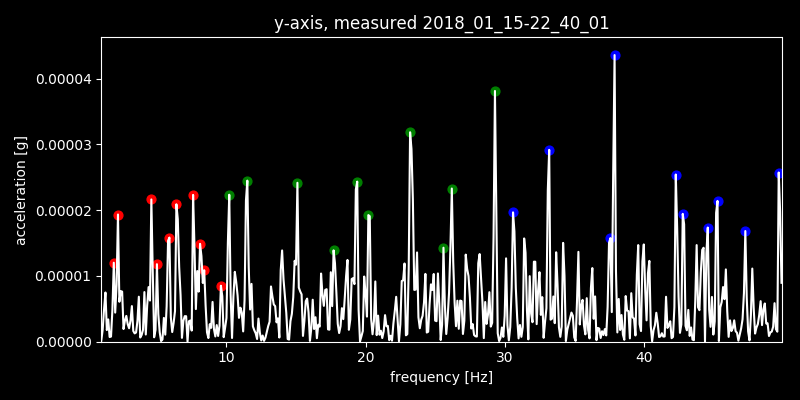 y-axis, measured 2018_01_15-22_40_01
acceleration [g]
0.00004
0.00003
0.00002
0.00001
0.00000
10 20 30 40
frequency [Hz]